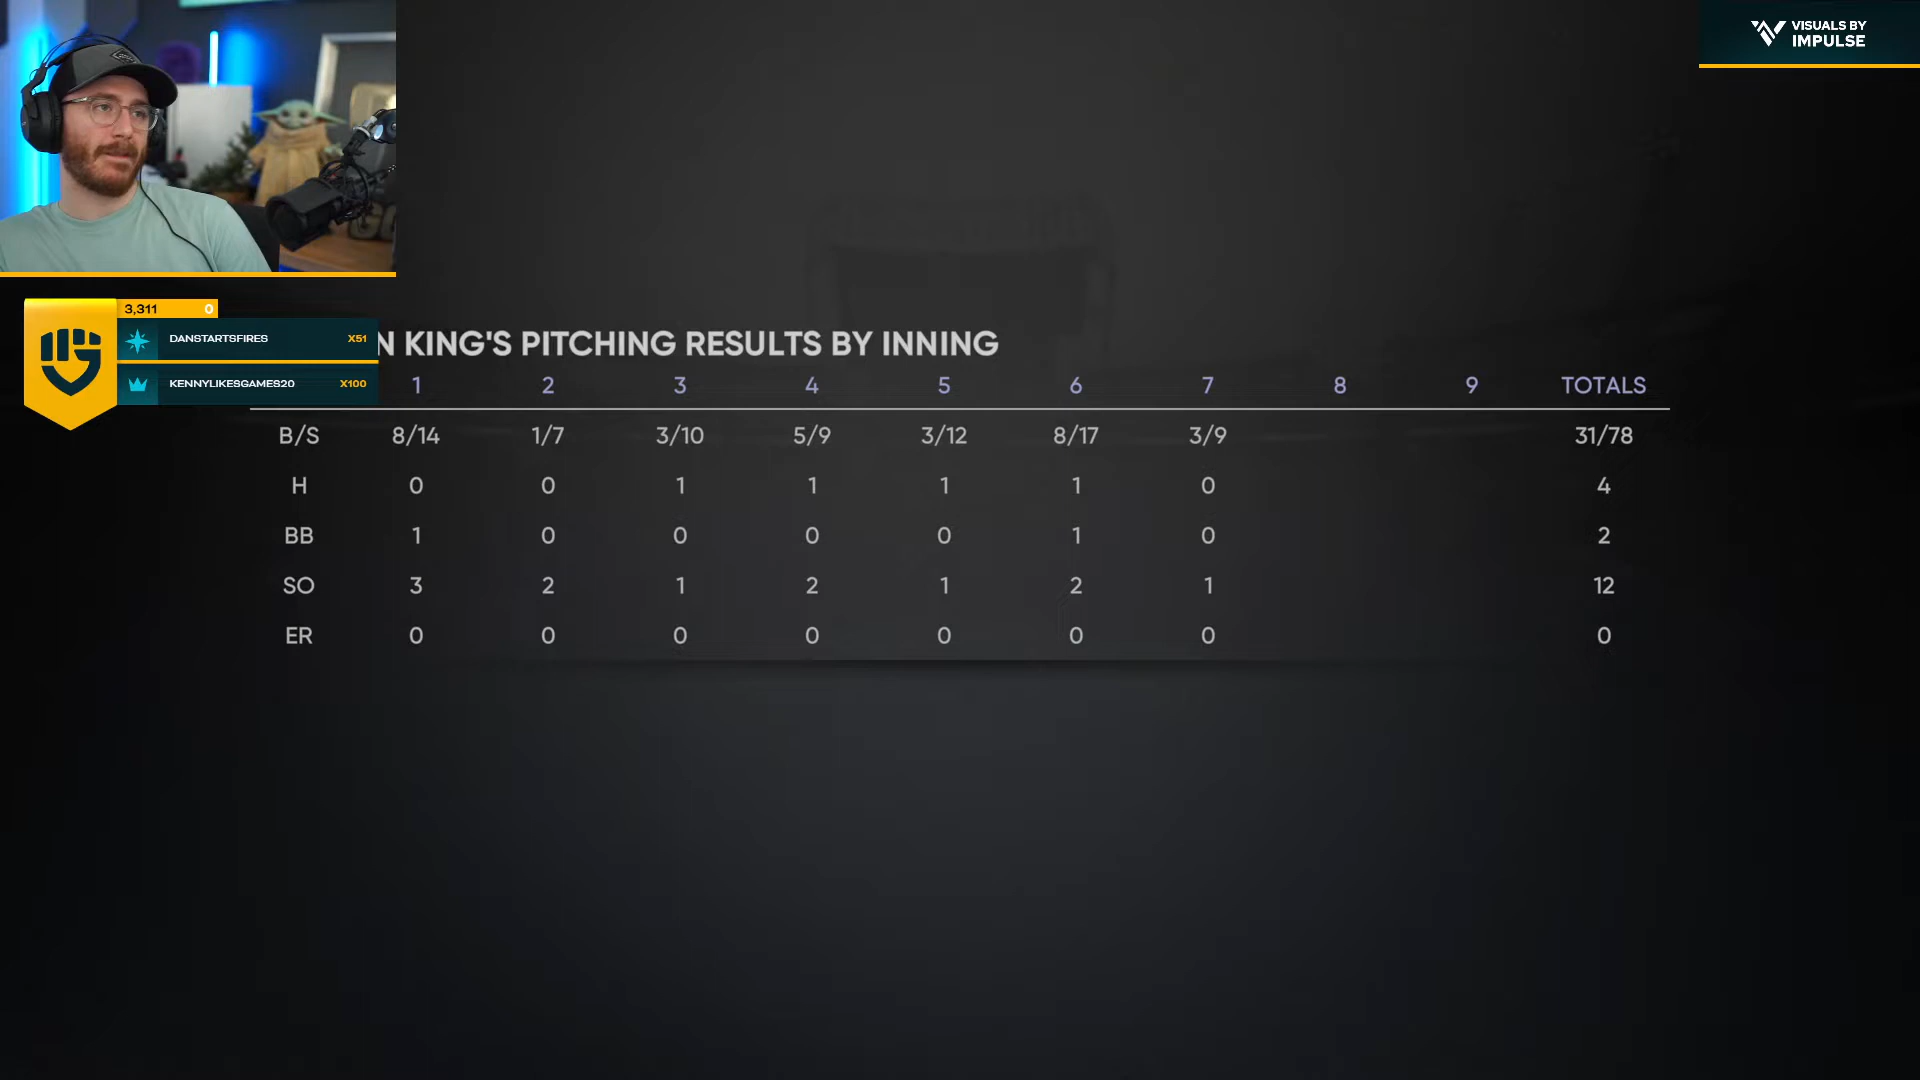 VISUALS BY
IMPULSE
3,311 0
DANSTARTSFIRES X51
KENNYLIKESGAMES20 X100
N KING'S PITCHING RESULTS BY INNING
1 2 3 4 5 6 7 8 9 TOTALS
B/S 8/14 1/7 3/10 5/9 3/12 8/17 3/9 31/78
H 0 0 1 1 1 1 0 4
BB 1 0 0 0 0 1 0 2
SO 3 2 1 2 1 2 1 12
ER 0 0 0 0 0 0 0 0